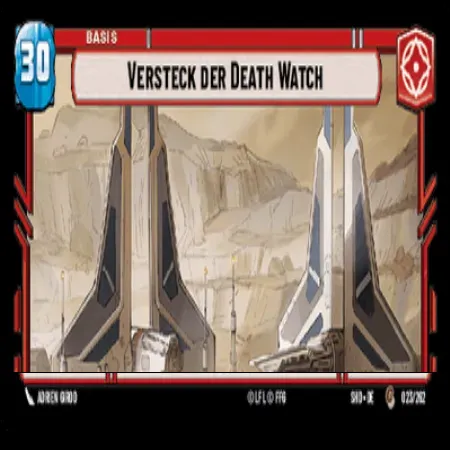 BASIS
30
VERSTECK DER DEATH WATCH
ADRIEN GIROD
© LFL © FFG
SHD • DE
023/262